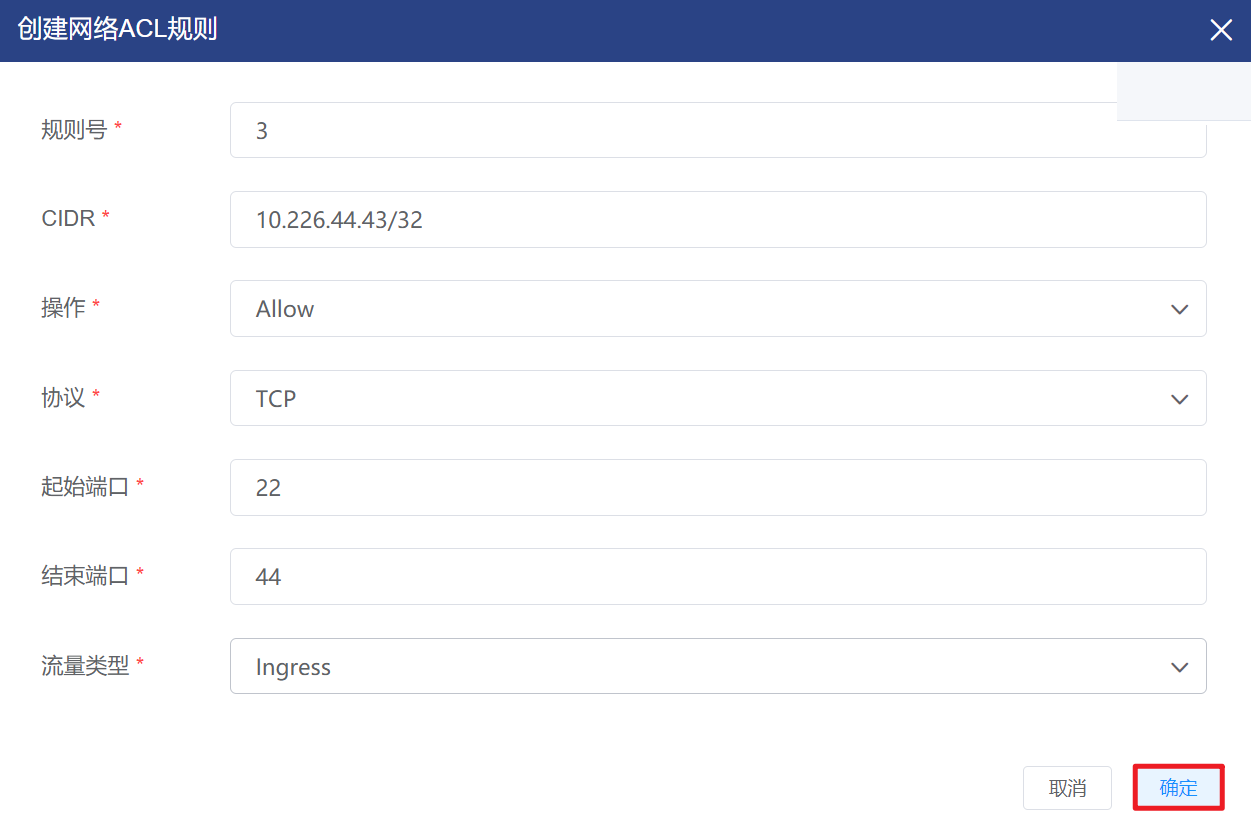 创建网络ACL规则
规则号 * 3
CIDR * 10.226.44.43/32
操作 * Allow
协议 * TCP
起始端口 * 22
结束端口 * 44
流量类型 * Ingress
取消 确定